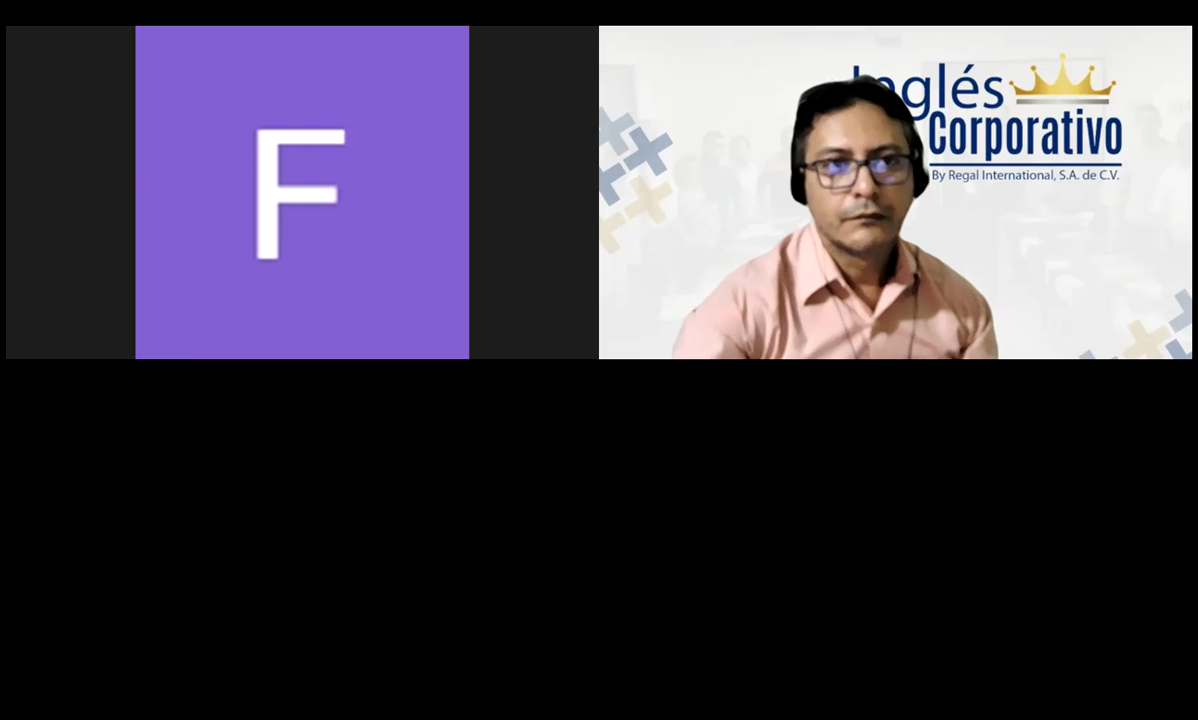 F
Inglés
Corporativo
By Regal International, S.A. de C.V.